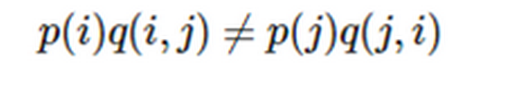 p(i)q(i, j) ≠ p(j)q(j, i)